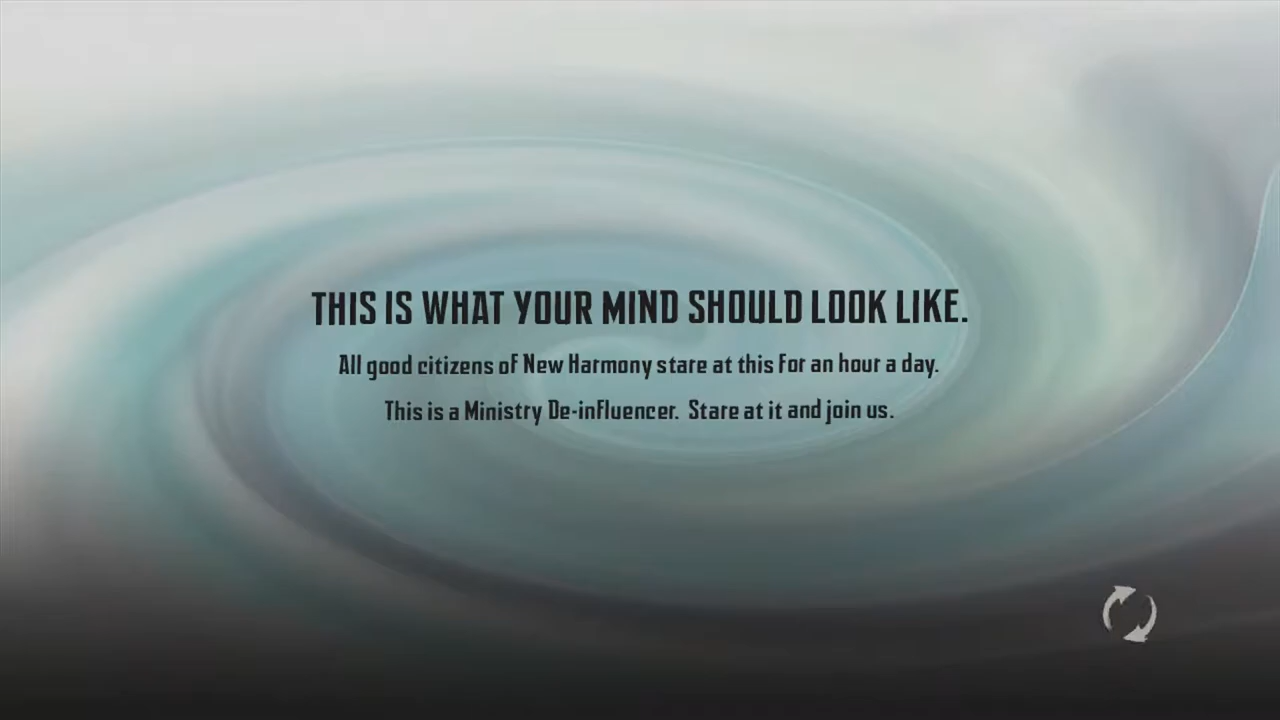 THIS IS WHAT YOUR MIND SHOULD LOOK LIKE.
All good citizens of New Harmony stare at this for an hour a day.
This is a Ministry De-influencer. Stare at it and join us.